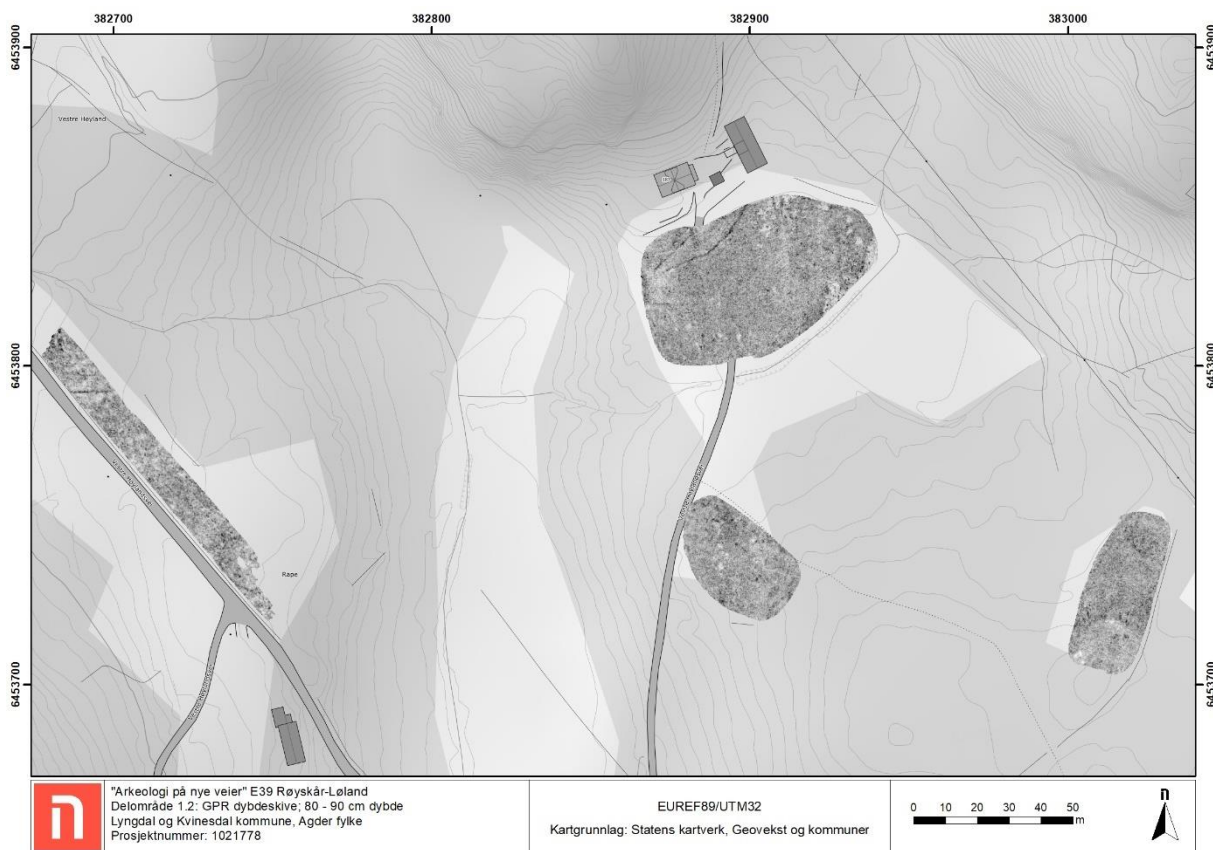 382700 382800 382900 383000
6453900 6453900
Vestre Høyland
6453800 6453800
Rape
6453700 6453700
n
"Arkeologi på nye veier" E39 Røyskår-Løland
Delområde 1.2: GPR dybdeskive; 80 - 90 cm dybde
Lyngdal og Kvinesdal kommune, Agder fylke
Prosjektnummer: 1021778
EUREF89/UTM32
Kartgrunnlag: Statens kartverk, Geovekst og kommuner
0 10 20 30 40 50
m
n